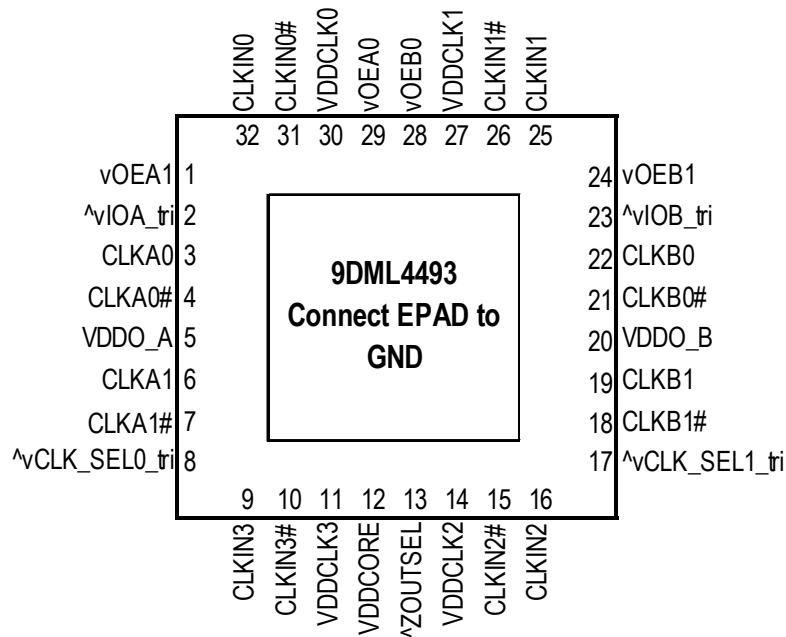 CLKIN0
CLKIN0#
VDDCLK0
vOEA0
vOEB0
VDDCLK1
CLKIN1#
CLKIN1
32 31 30 29 28 27 26 25
vOEA1 1
^vIOA_tri 2
CLKA0 3
CLKA0# 4
VDDO_A 5
CLKA1 6
CLKA1# 7
^vCLK_SEL0_tri 8
9DML4493
Connect EPAD to
GND
24 vOEB1
23 ^vIOB_tri
22 CLKB0
21 CLKB0#
20 VDDO_B
19 CLKB1
18 CLKB1#
17 ^vCLK_SEL1_tri
9 10 11 12 13 14 15 16
CLKIN3
CLKIN3#
VDDCLK3
VDDCORE
^ZOUTSEL
VDDCLK2
CLKIN2#
CLKIN2